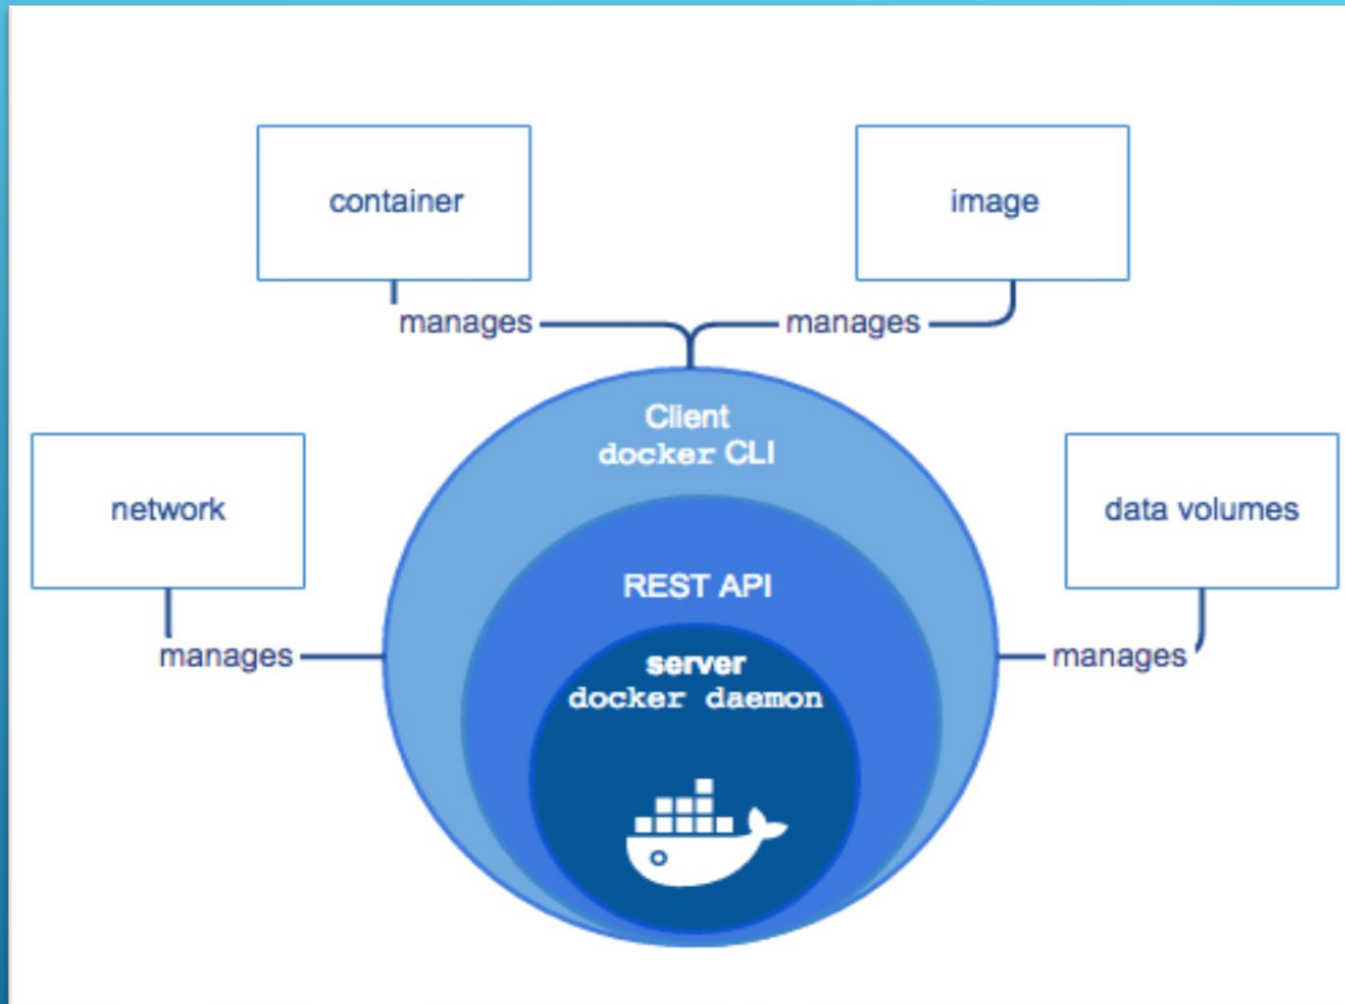 container
image
manages
manages
Client
docker CLI
network
data volumes
REST API
manages
manages
server
docker daemon